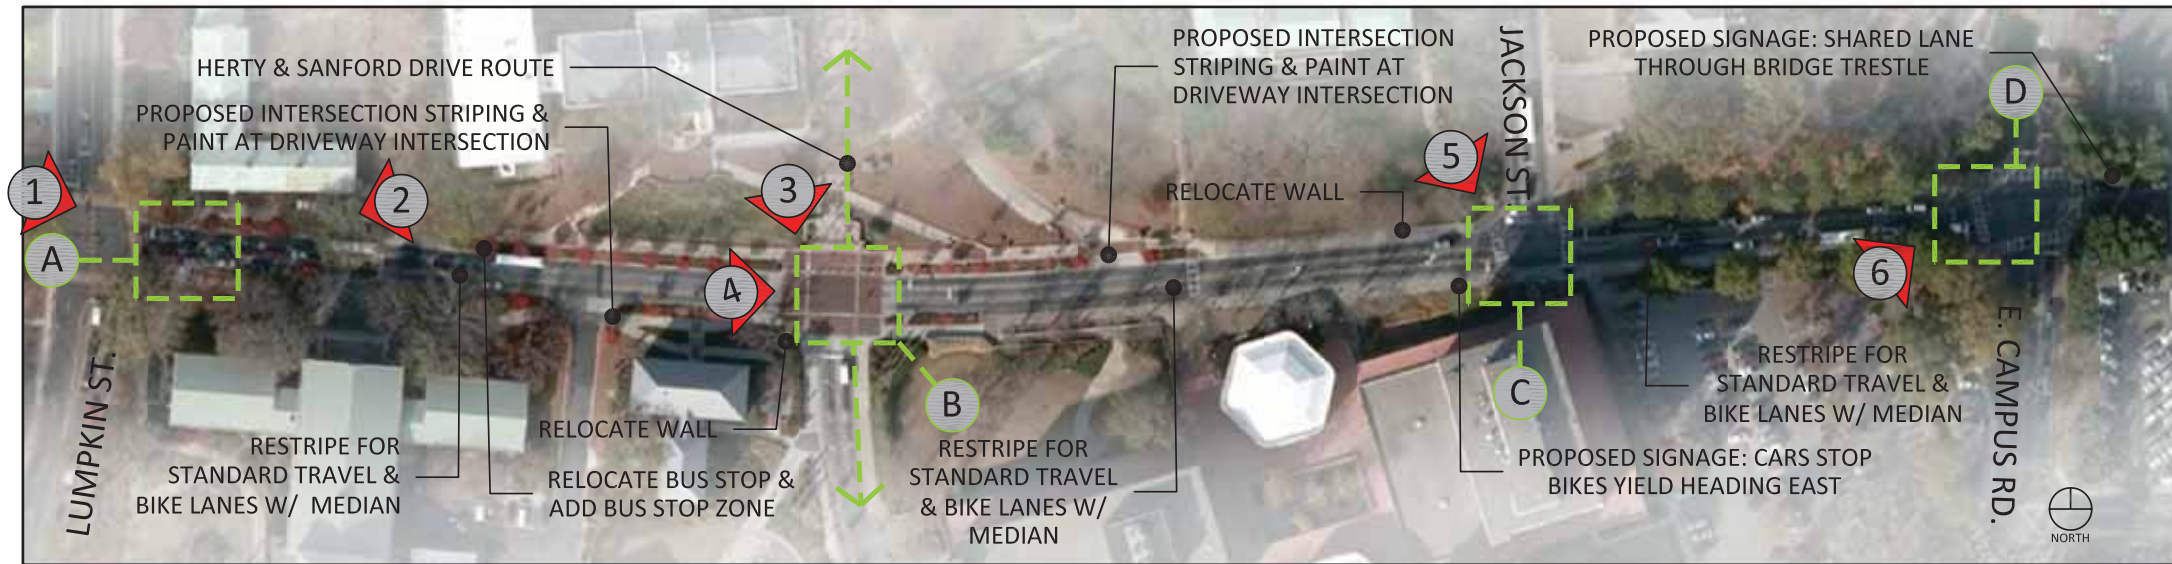 HERTY & SANFORD DRIVE ROUTE
PROPOSED INTERSECTION STRIPING &
PAINT AT DRIVEWAY INTERSECTION
PROPOSED INTERSECTION
STRIPING & PAINT AT
DRIVEWAY INTERSECTION
JACKSON ST.
PROPOSED SIGNAGE: SHARED LANE
THROUGH BRIDGE TRESTLE
D
1
2
3
5
RELOCATE WALL
A
4
6
LUMPKIN ST.
B
C
E. CAMPUS RD.
RESTRIPE FOR
STANDARD TRAVEL &
BIKE LANES W/ MEDIAN
RELOCATE WALL
RELOCATE BUS STOP &
ADD BUS STOP ZONE
RESTRIPE FOR
STANDARD TRAVEL
& BIKE LANES W/
MEDIAN
RESTRIPE FOR
STANDARD TRAVEL &
BIKE LANES W/ MEDIAN
PROPOSED SIGNAGE: CARS STOP
BIKES YIELD HEADING EAST
NORTH